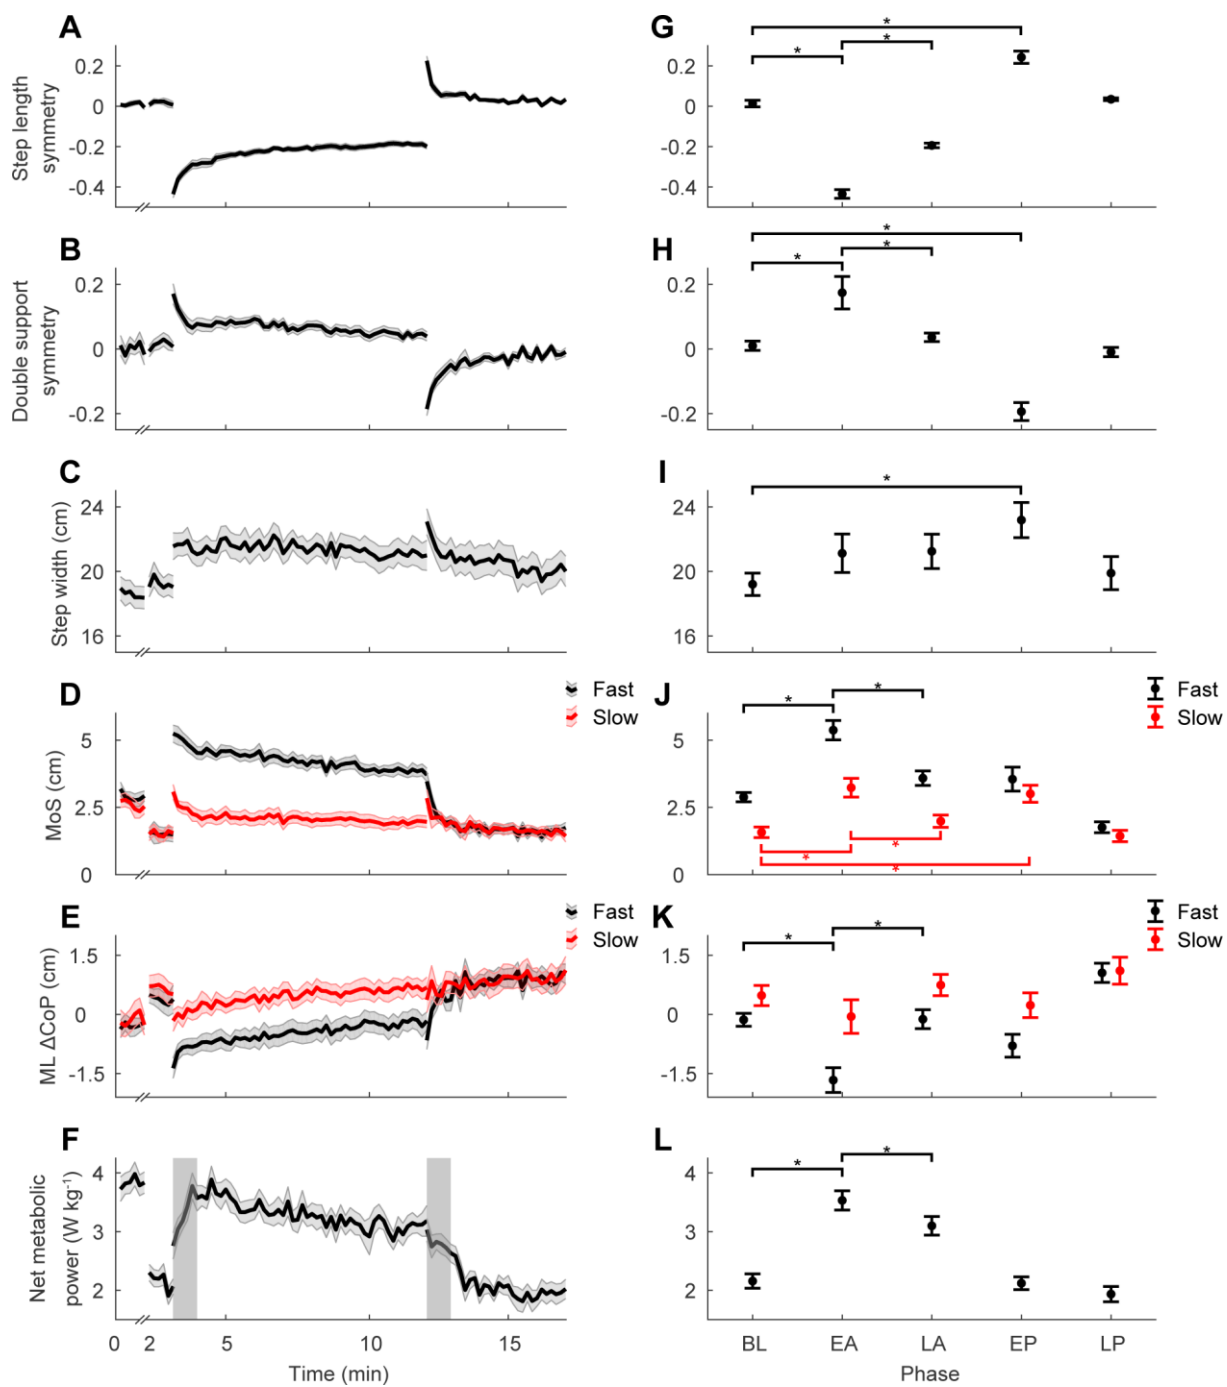 A
Step length
symmetry
0.2
0
-0.2
-0.4
G
0.2
0
-0.2
-0.4
*
*
*
B
Double support
symmetry
0.2
0
-0.2
H
0.2
0
-0.2
*
*
*
C
Step width (cm)
24
20
16
I
24
20
16
*
D
MoS (cm)
5
2.5
0
Fast
Slow
J
5
2.5
0
*
*
*
*
*
Fast
Slow
E
ML ΔCoP (cm)
1.5
0
-1.5
Fast
Slow
K
1.5
0
-1.5
*
*
Fast
Slow
F
Net metabolic
power (W kg⁻¹)
4
3
2
0 2 5 10 15
Time (min)
L
4
3
2
*
*
BL EA LA EP LP
Phase